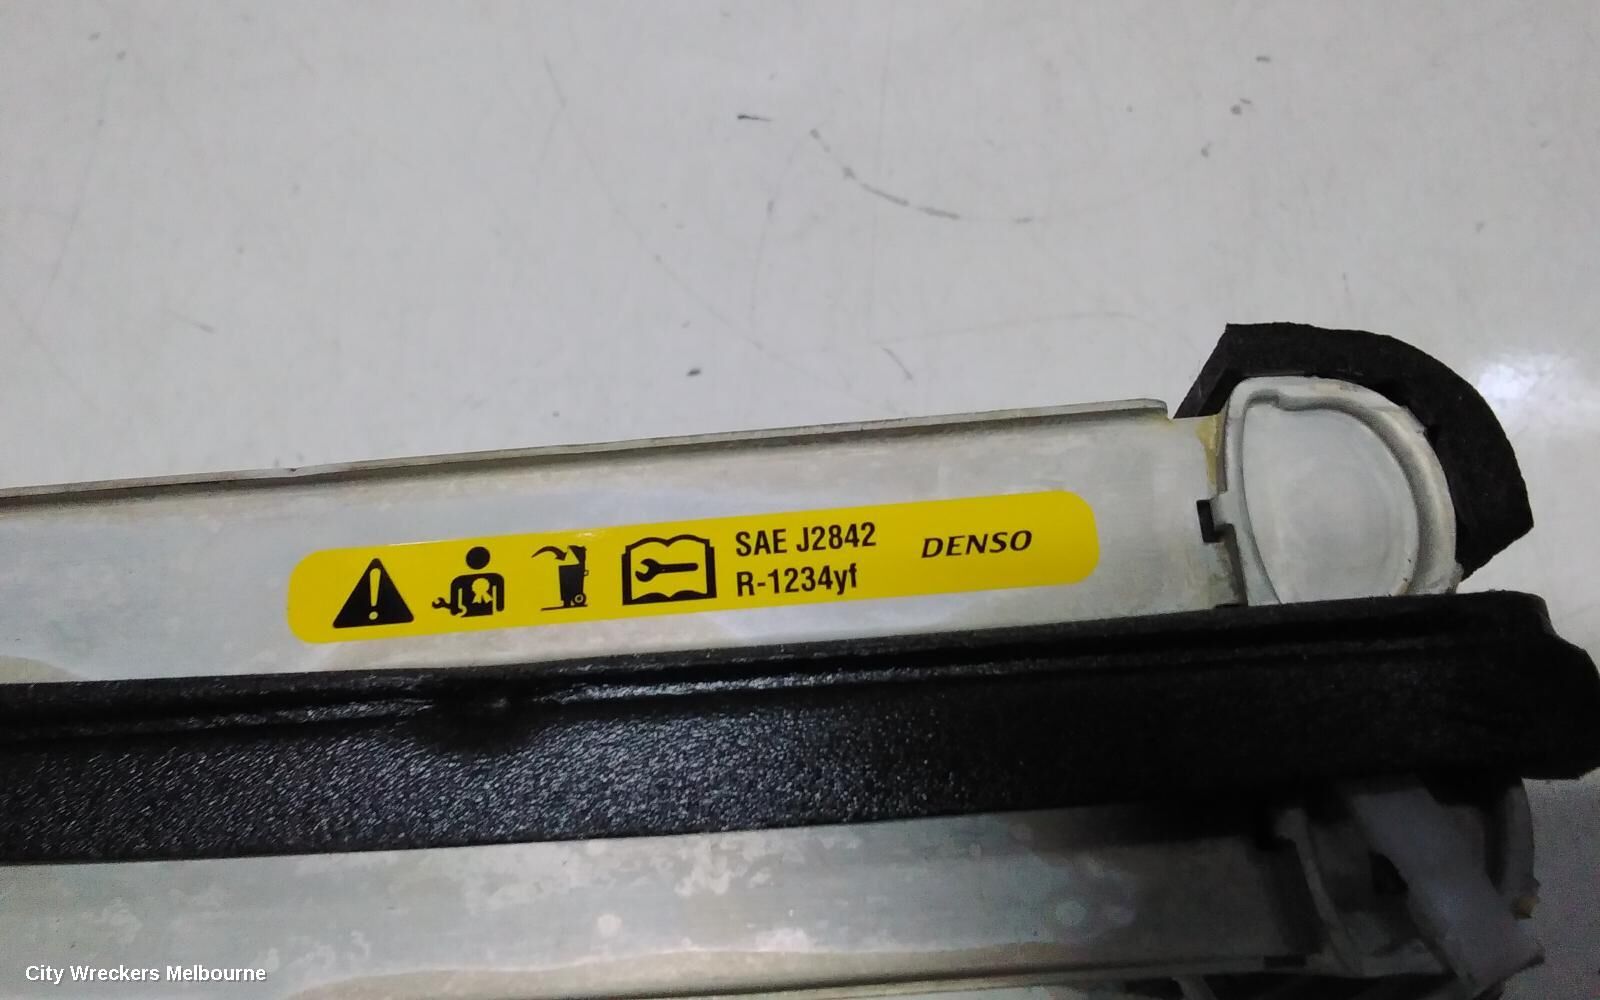 SAE J2842
R-1234yf
DENSO
City Wreckers Melbourne